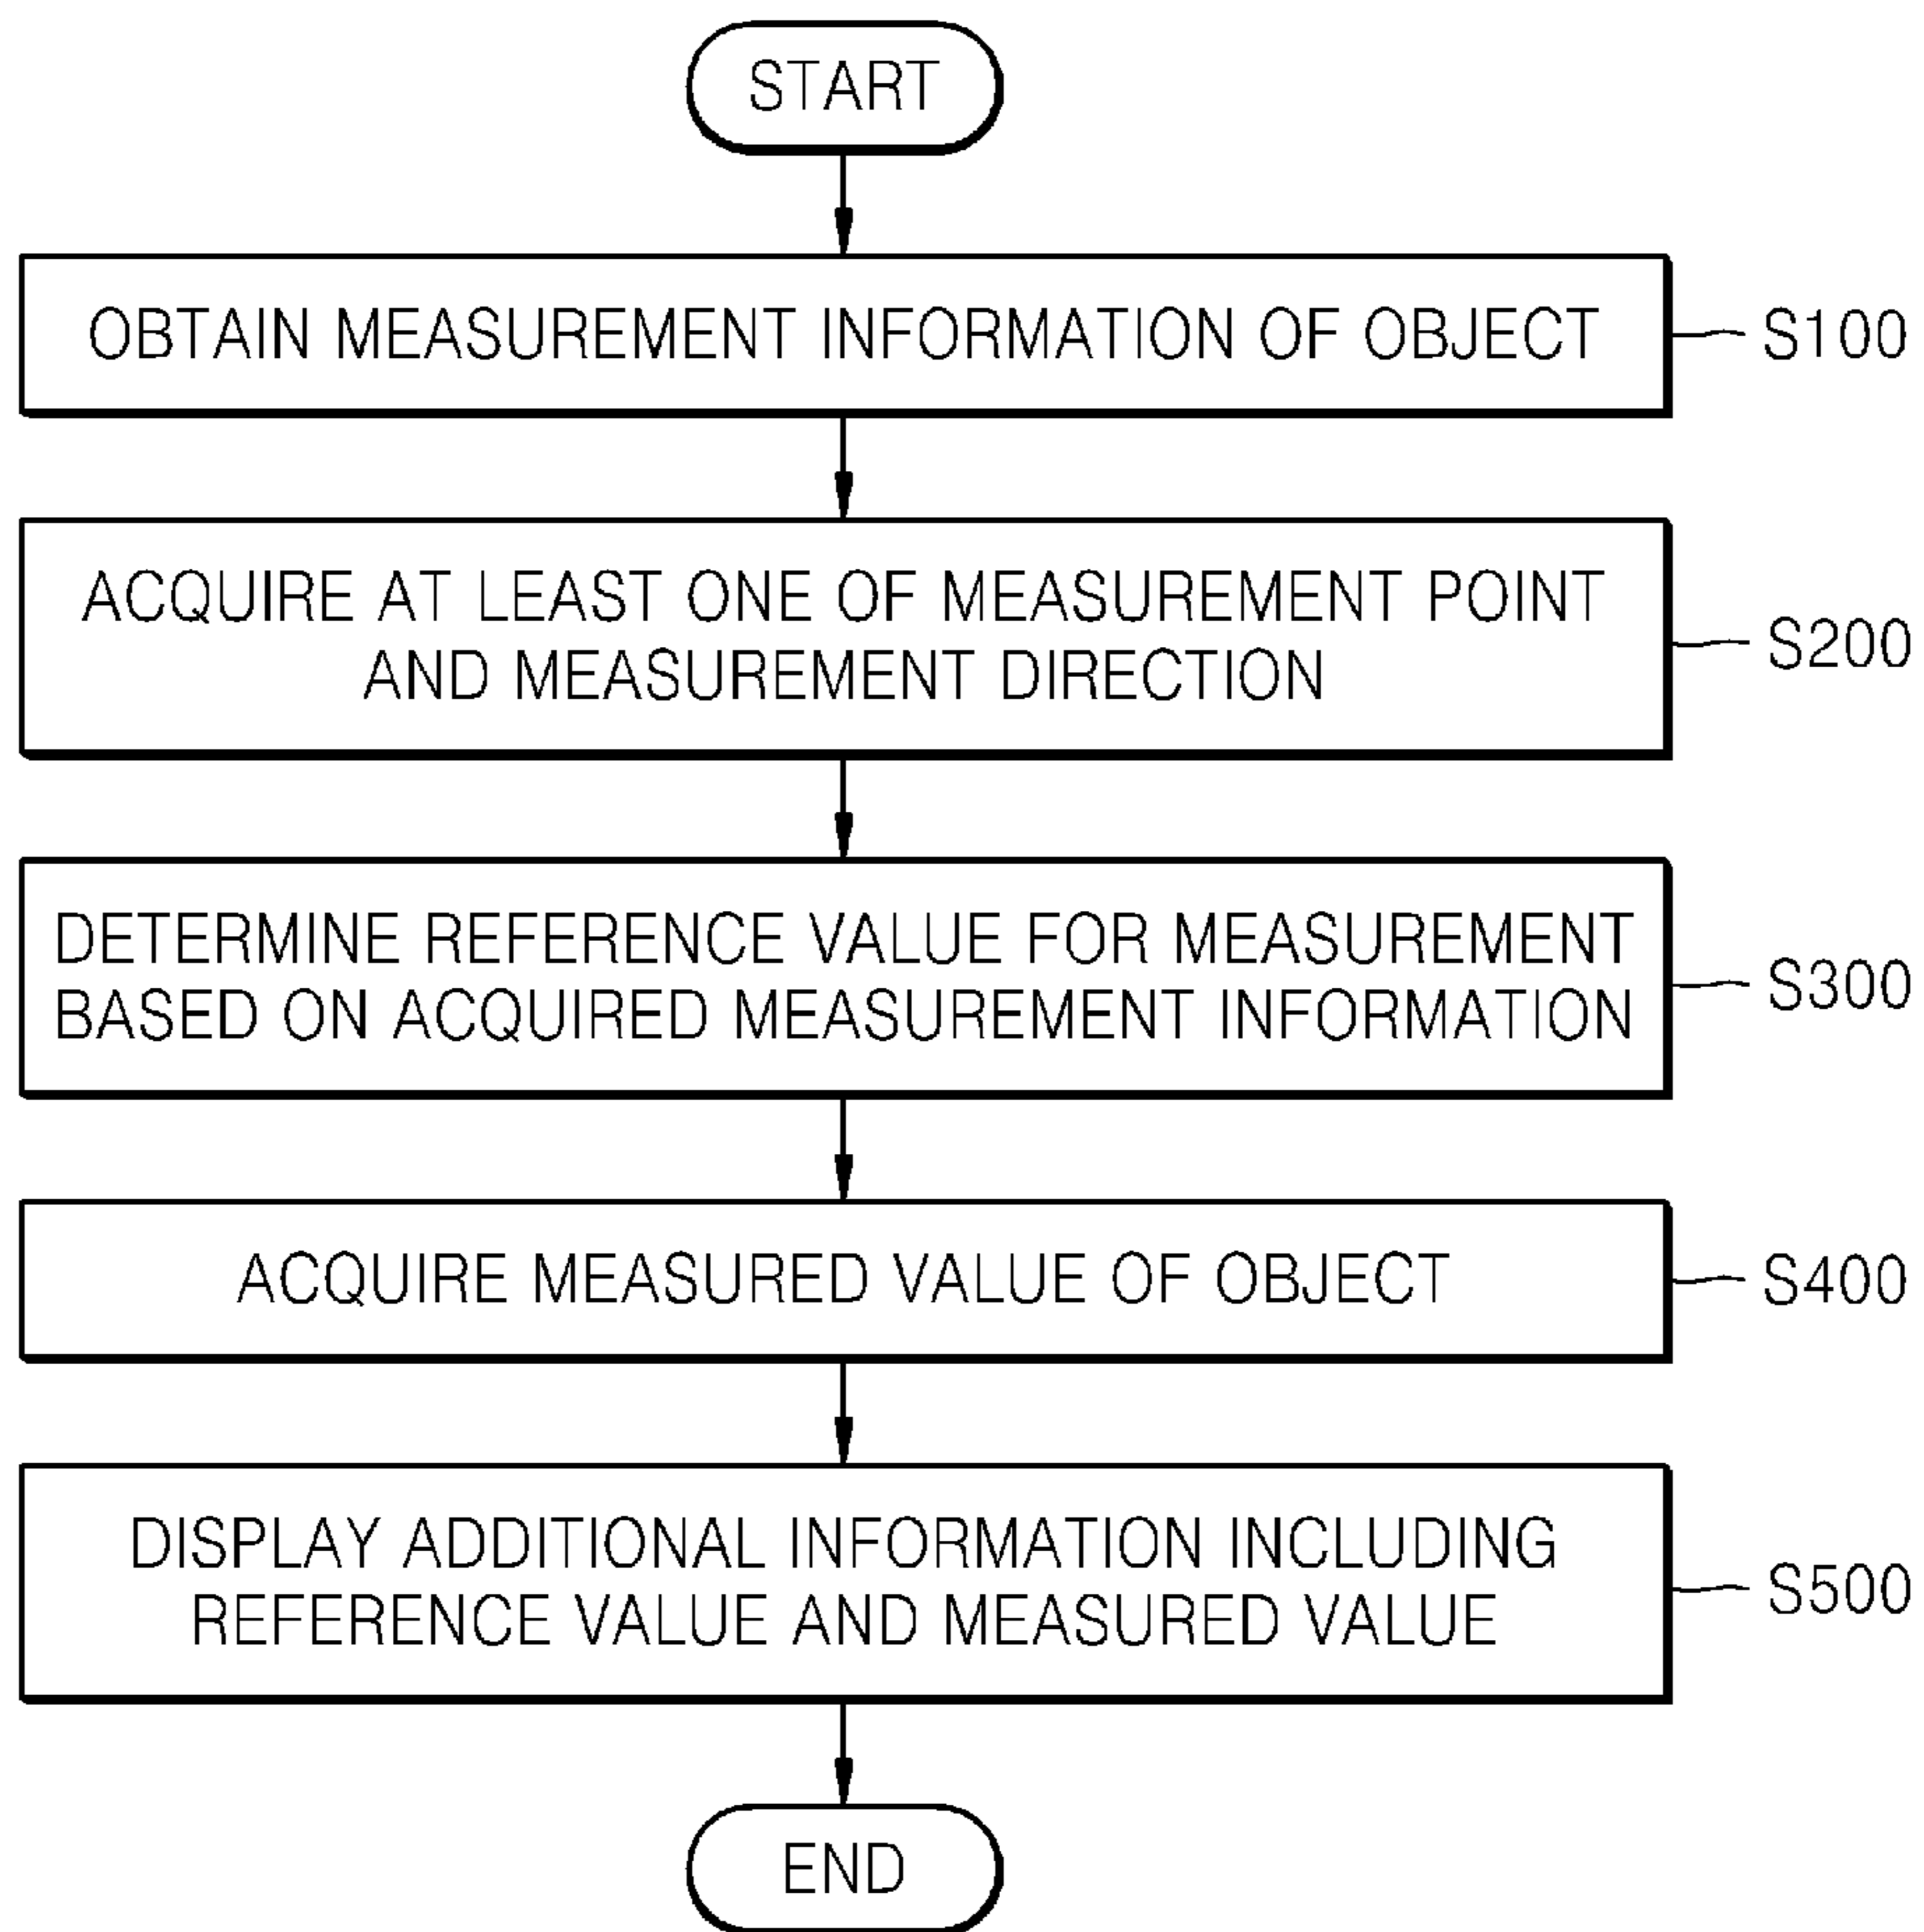 START
OBTAIN MEASUREMENT INFORMATION OF OBJECT
S100
ACQUIRE AT LEAST ONE OF MEASUREMENT POINT
AND MEASUREMENT DIRECTION
S200
DETERMINE REFERENCE VALUE FOR MEASUREMENT
BASED ON ACQUIRED MEASUREMENT INFORMATION
S300
ACQUIRE MEASURED VALUE OF OBJECT
S400
DISPLAY ADDITIONAL INFORMATION INCLUDING
REFERENCE VALUE AND MEASURED VALUE
S500
END